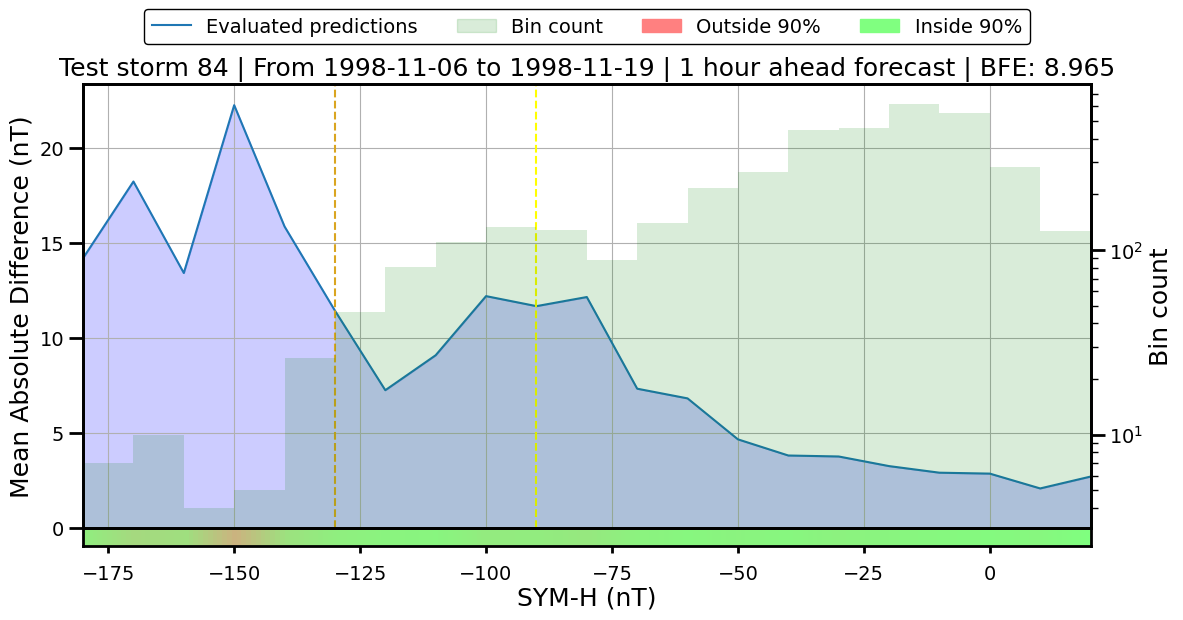 Evaluated predictions Bin count Outside 90% Inside 90%
Test storm 84 | From 1998-11-06 to 1998-11-19 | 1 hour ahead forecast | BFE: 8.965
Mean Absolute Difference (nT)
20
15
10
5
0
10²
10¹
Bin count
−175 −150 −125 −100 −75 −50 −25 0
SYM-H (nT)